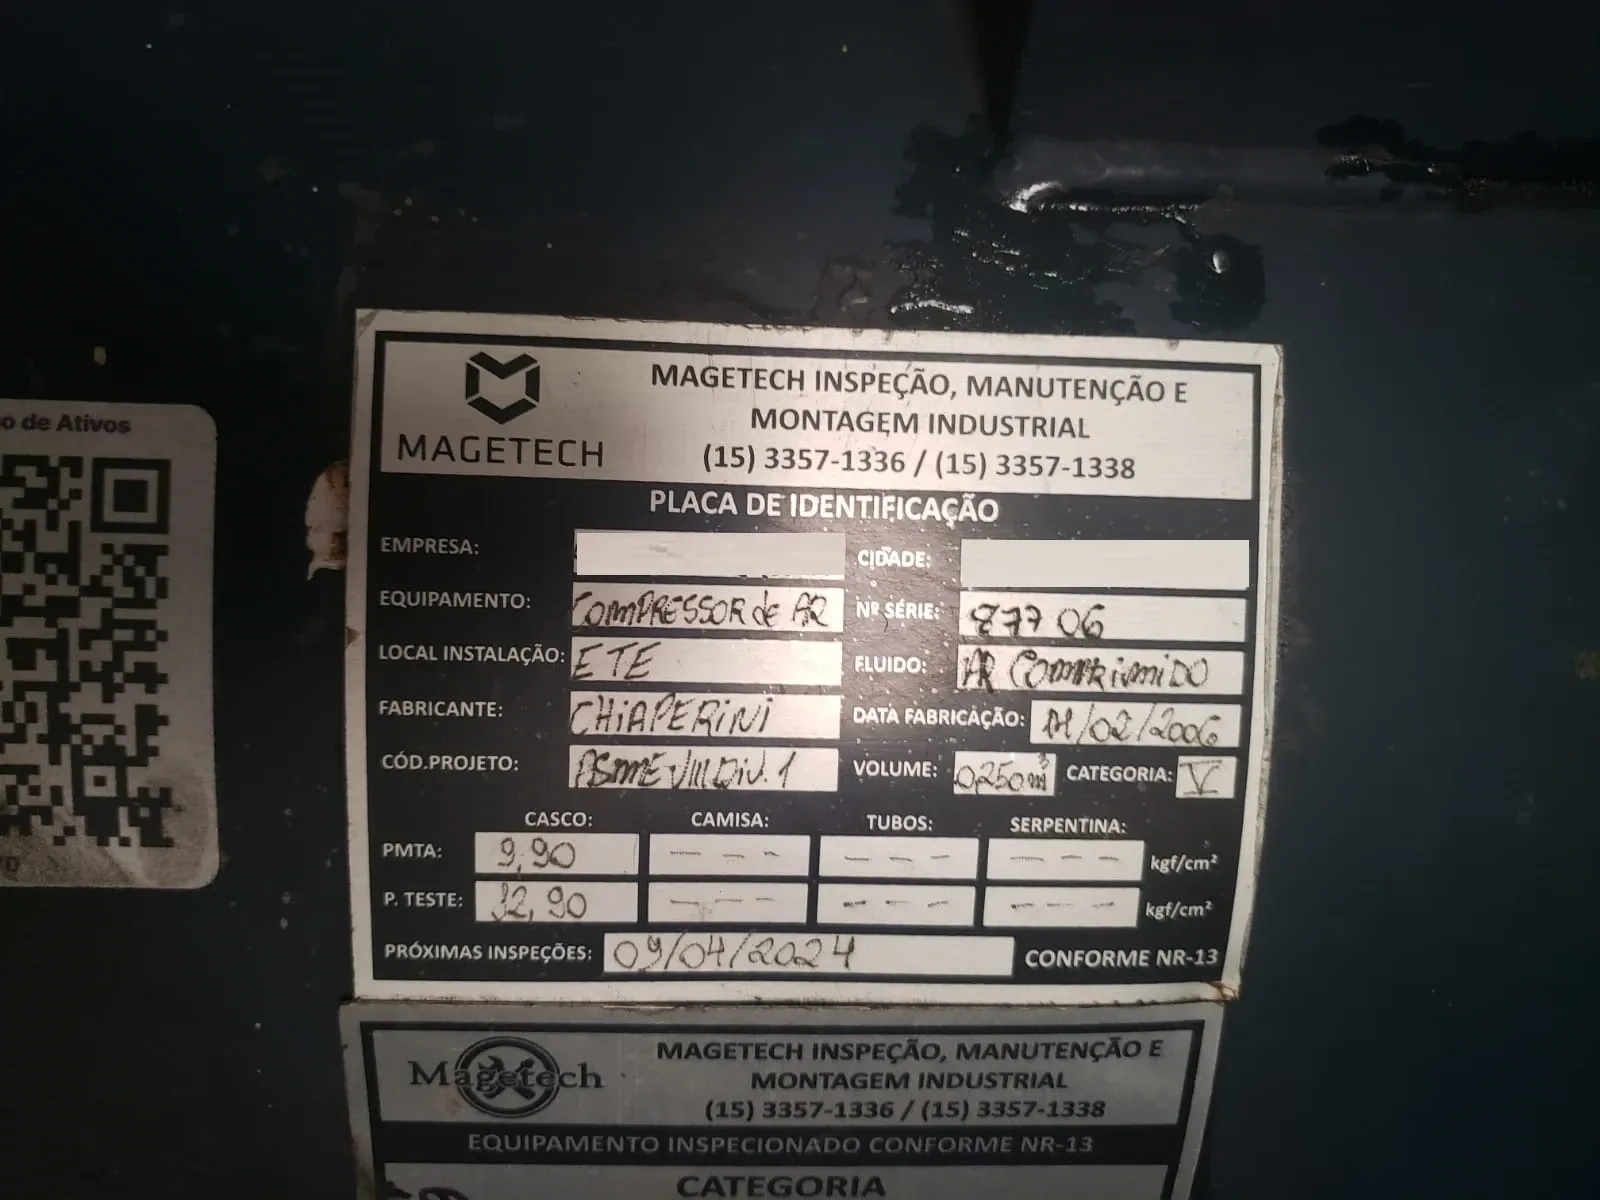 o de Ativos
MAGETECH
MAGETECH INSPEÇÃO, MANUTENÇÃO E
MONTAGEM INDUSTRIAL
(15) 3357-1336 / (15) 3357-1338
PLACA DE IDENTIFICAÇÃO
EMPRESA: CIDADE:
EQUIPAMENTO: COMPRESSOR de AR Nº SÉRIE: 87706
LOCAL INSTALAÇÃO: ETE FLUIDO: AR COMPRIMIDO
FABRICANTE: CHIAPERINI DATA FABRICAÇÃO: /02/2006
CÓD.PROJETO: ASME VIII DIV. 1 VOLUME: 0,250m³ CATEGORIA: V
CASCO: CAMISA: TUBOS: SERPENTINA:
PMTA: 9,90 --- --- --- kgf/cm²
P. TESTE: 12,90 --- --- --- kgf/cm²
PRÓXIMAS INSPEÇÕES: 09/04/2024 CONFORME NR-13
Magetech
MAGETECH INSPEÇÃO, MANUTENÇÃO E
MONTAGEM INDUSTRIAL
(15) 3357-1336 / (15) 3357-1338
EQUIPAMENTO INSPECIONADO CONFORME NR-13
CATEGORIA